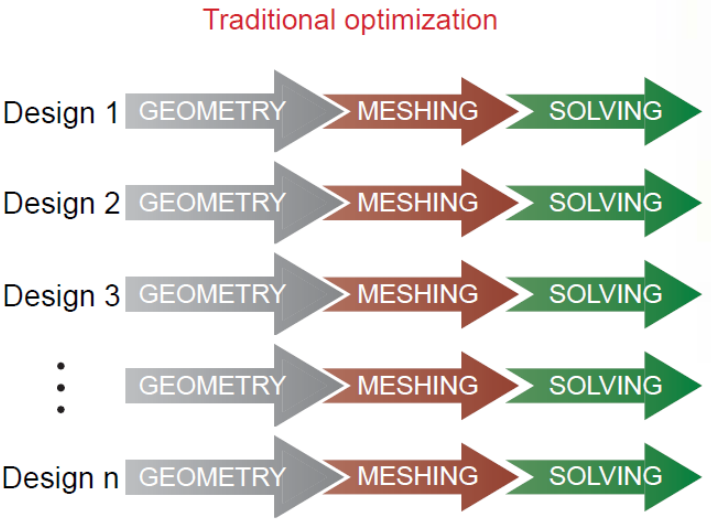 Traditional optimization
Design 1 GEOMETRY MESHING SOLVING
Design 2 GEOMETRY MESHING SOLVING
Design 3 GEOMETRY MESHING SOLVING
GEOMETRY MESHING SOLVING
Design n GEOMETRY MESHING SOLVING